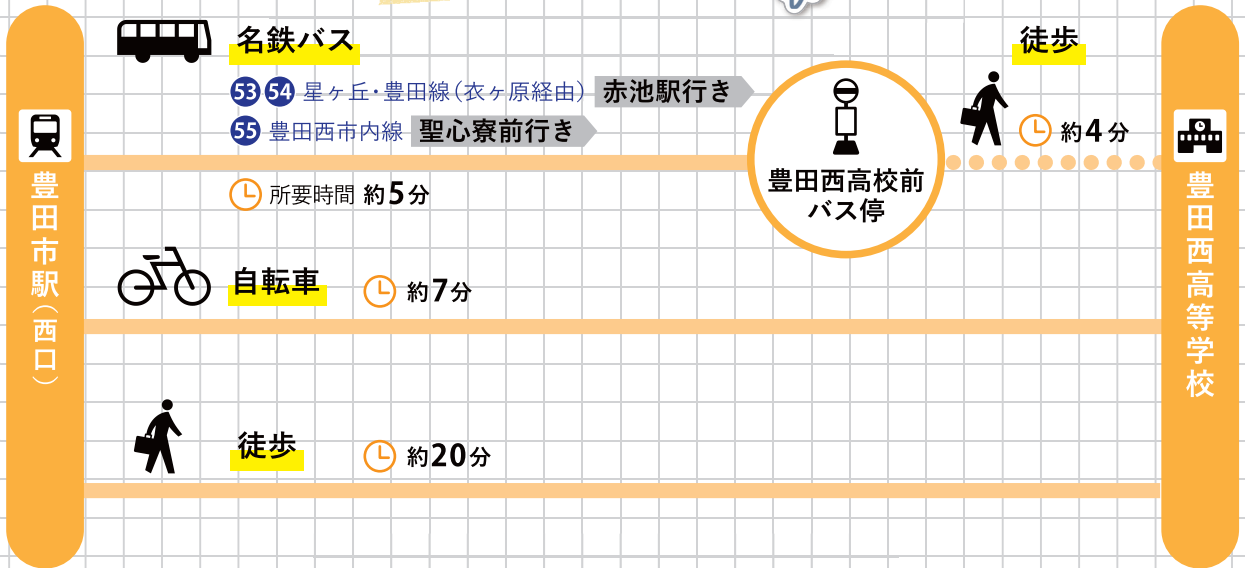 豊田市駅（西口）
名鉄バス
53 54 星ヶ丘・豊田線（衣ヶ原経由） 赤池駅行き
55 豊田西市内線 聖心寮前行き
所要時間 約5分
豊田西高校前
バス停
徒歩
約4分
自転車 約7分
徒歩 約20分
豊田西高等学校